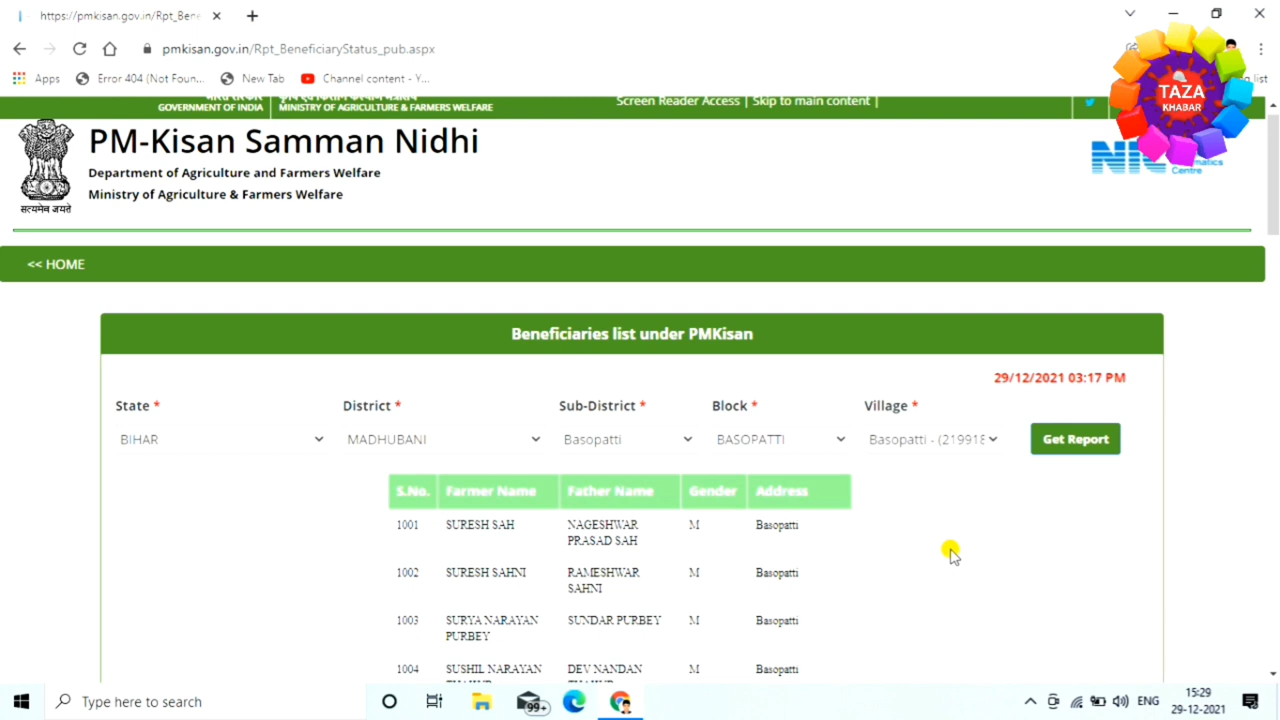 https://pmkisan.gov.in/Rpt_Bene
pmkisan.gov.in/Rpt_BeneficiaryStatus_pub.aspx
Apps Error 404 (Not Foun... New Tab Channel content - Y... list
GOVERNMENT OF INDIA MINISTRY OF AGRICULTURE & FARMERS WELFARE
Screen Reader Access | Skip to main content |
TAZA
KHABAR
PM-Kisan Samman Nidhi
Department of Agriculture and Farmers Welfare
Ministry of Agriculture & Farmers Welfare
सत्यमेव जयते
NIC
Centre
<< HOME
Beneficiaries list under PMKisan
29/12/2021 03:17 PM
State * District * Sub-District * Block * Village *
BIHAR MADHUBANI Basopatti BASOPATTI Basopatti - (219918 Get Report
S.No. Farmer Name Father Name Gender Address
1001 SURESH SAH NAGESHWAR M Basopatti
PRASAD SAH
1002 SURESH SAHNI RAMESHWAR M Basopatti
SAHNI
1003 SURYA NARAYAN SUNDAR PURBEY M Basopatti
PURBEY
1004 SUSHIL NARAYAN DEV NANDAN M Basopatti
Type here to search
99+
ENG
15:29
29-12-2021